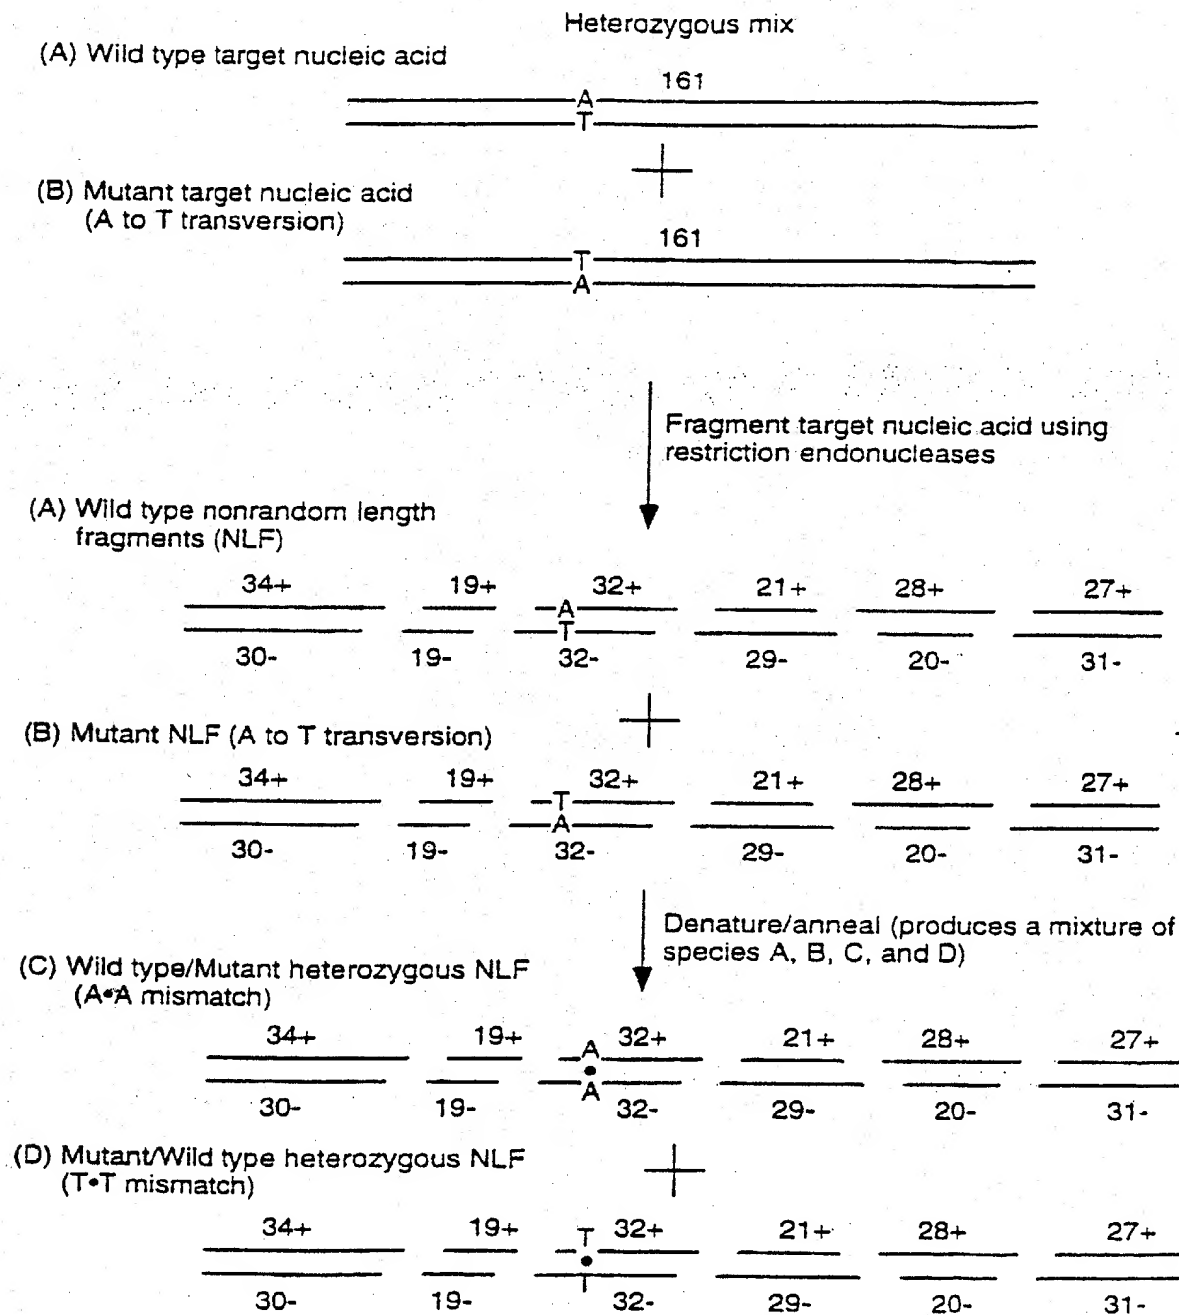 Heterozygous mix
(A) Wild type target nucleic acid
161
A
T
(B) Mutant target nucleic acid
(A to T transversion)
161
T
A
Fragment target nucleic acid using
restriction endonucleases
(A) Wild type nonrandom length
fragments (NLF)
34+ 19+ 32+ 21+ 28+ 27+
A
T
30- 19- 32- 29- 20- 31-
(B) Mutant NLF (A to T transversion)
34+ 19+ 32+ 21+ 28+ 27+
T
A
30- 19- 32- 29- 20- 31-
Denature/anneal (produces a mixture of
species A, B, C, and D)
(C) Wild type/Mutant heterozygous NLF
(A•A mismatch)
34+ 19+ 32+ 21+ 28+ 27+
A
A
30- 19- 32- 29- 20- 31-
(D) Mutant/Wild type heterozygous NLF
(T•T mismatch)
34+ 19+ 32+ 21+ 28+ 27+
T
T
30- 19- 32- 29- 20- 31-